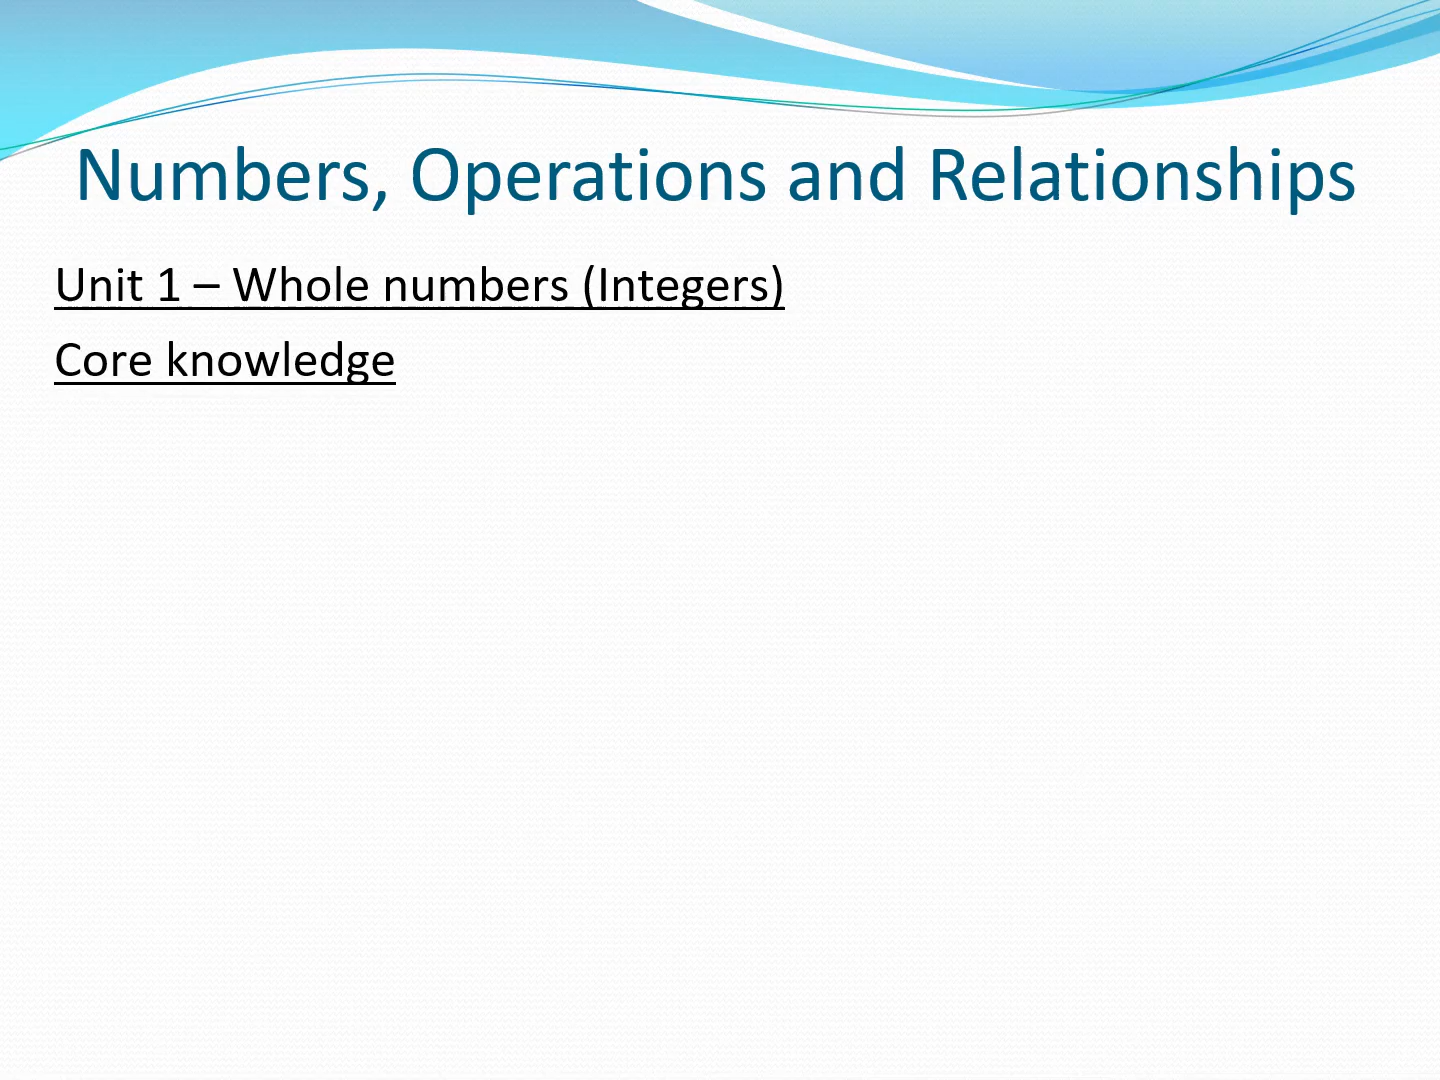 Numbers, Operations and Relationships
Unit 1 – Whole numbers (Integers)
Core knowledge